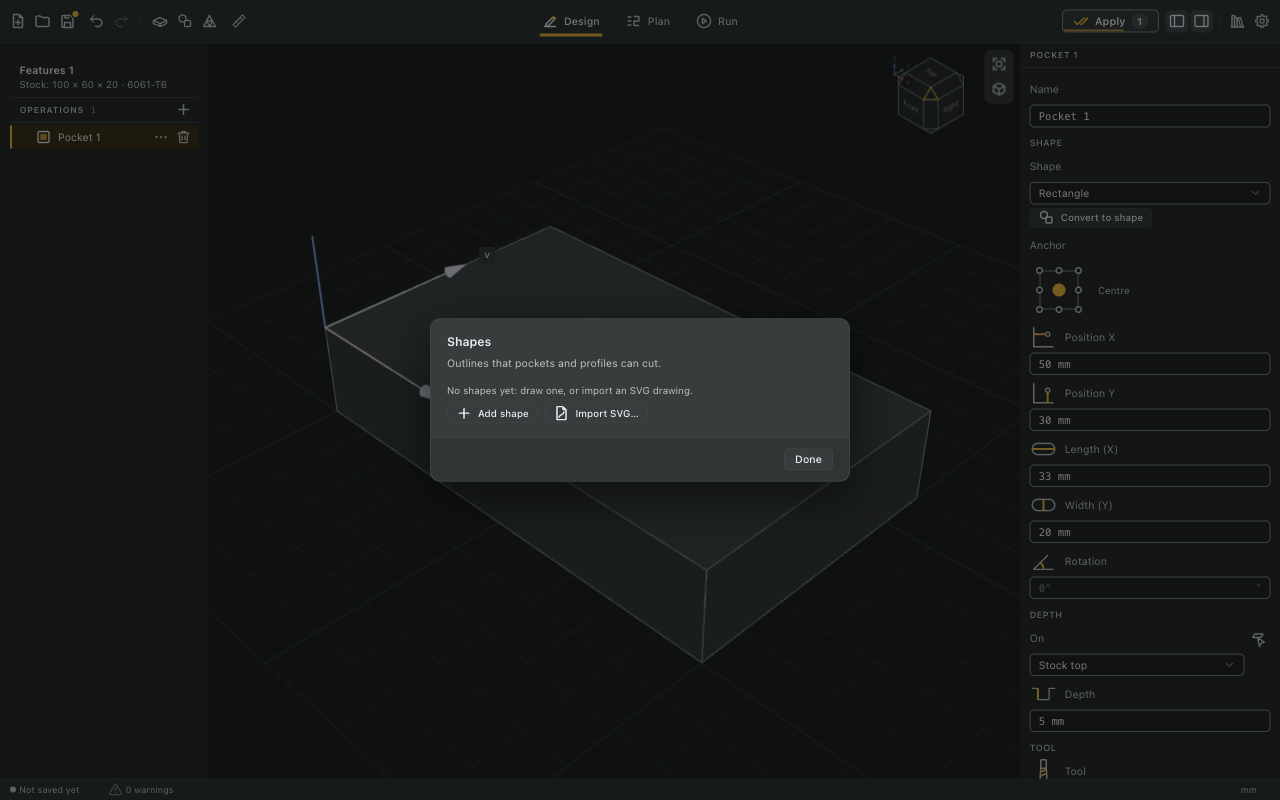 Design
Plan
Run
Apply 1
Features 1
Stock: 100 × 60 × 20 · 6061-T6
OPERATIONS 1
Pocket 1
Top
Front
Right
v
Shapes
Outlines that pockets and profiles can cut.
No shapes yet: draw one, or import an SVG drawing.
Add shape
Import SVG...
Done
POCKET 1
Name
Pocket 1
SHAPE
Shape
Rectangle
Convert to shape
Anchor
Centre
Position X
50 mm
Position Y
30 mm
Length (X)
33 mm
Width (Y)
20 mm
Rotation
0° °
DEPTH
On
Stock top
Depth
5 mm
TOOL
Tool
Not saved yet
0 warnings
mm